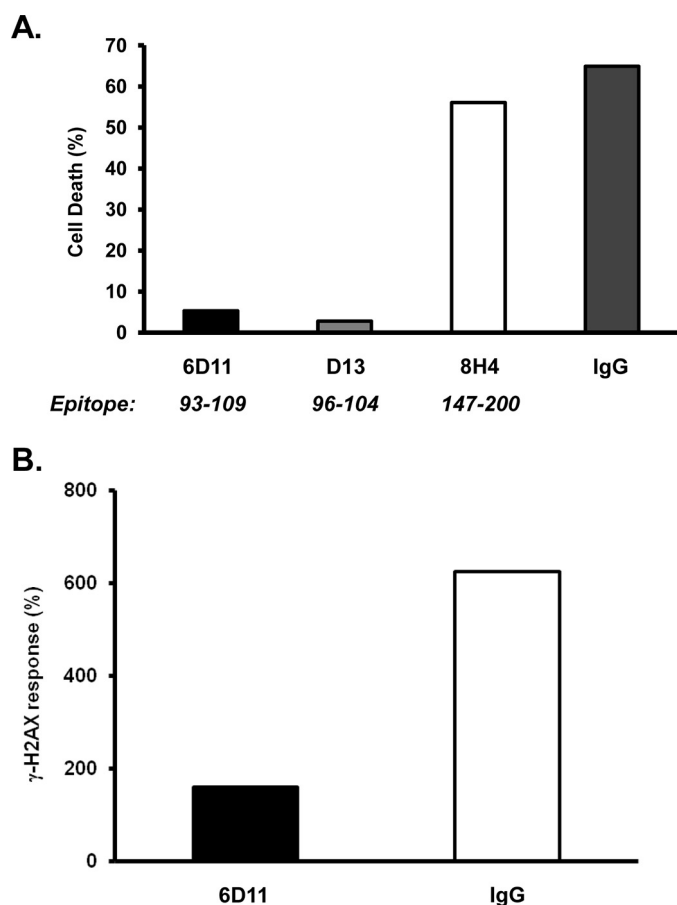 A.
70
60
50
40
30
20
10
0
Cell Death (%)
6D11 D13 8H4 IgG
Epitope: 93-109 96-104 147-200
B.
800
600
400
200
0
γ-H2AX response (%)
6D11 IgG